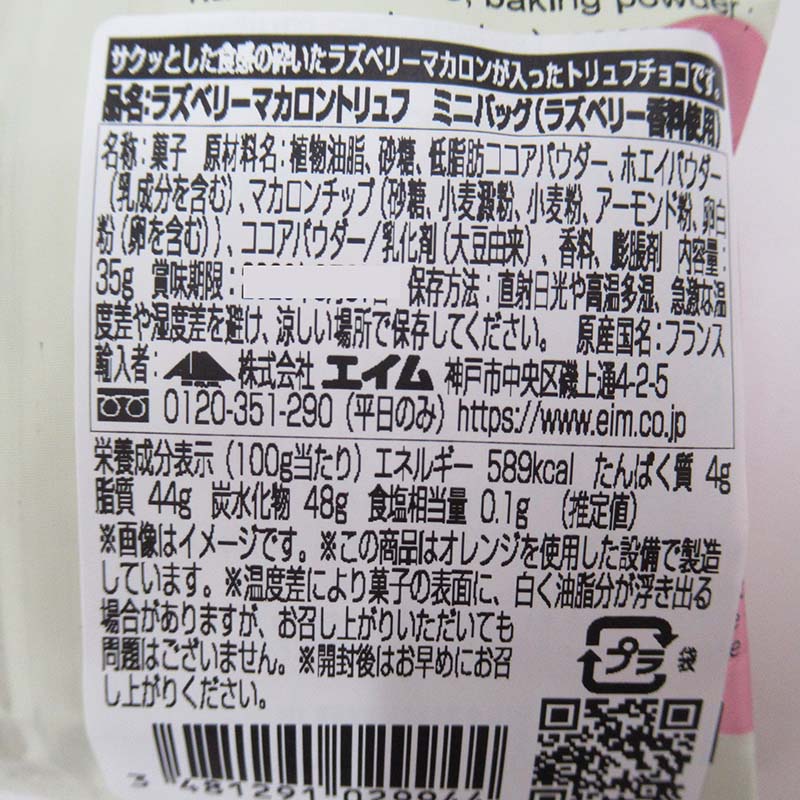 baking powder
サクッとした食感の砕いたラズベリーマカロンが入ったトリュフチョコです。
品名:ラズベリーマカロントリュフ ミニバッグ(ラズベリー香料使用)
名称:菓子 原材料名:植物油脂、砂糖、低脂肪ココアパウダー、ホエイパウダー
(乳成分を含む)、マカロンチップ(砂糖、小麦澱粉、小麦粉、アーモンド粉、卵白
粉(卵を含む))、ココアパウダー/乳化剤(大豆由来)、香料、膨脹剤 内容量:
35g 賞味期限: 保存方法:直射日光や高温多湿、急激な温
度差や湿度差を避け、涼しい場所で保存してください。 原産国名:フランス
輸入者: 株式会社 エイム 神戸市中央区磯上通4-2-5
0120-351-290 (平日のみ) https://www.eim.co.jp
栄養成分表示(100g当たり)エネルギー 589kcal たんぱく質 4g
脂質 44g 炭水化物 48g 食塩相当量 0.1g (推定値)
※画像はイメージです。※この商品はオレンジを使用した設備で製造
しています。※温度差により菓子の表面に、白く油脂分が浮き出る
場合がありますが、お召し上がりいただいても
問題はございません。※開封後はお早めにお召
し上がりください。
プラ 袋
3 481291 029944